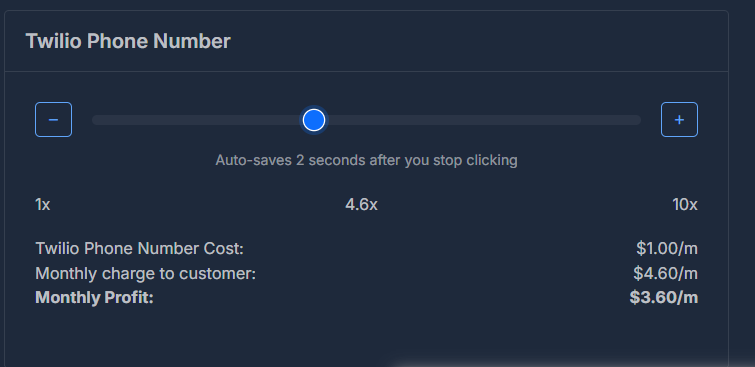 Twilio Phone Number
− +
Auto-saves 2 seconds after you stop clicking
1x 4.6x 10x
Twilio Phone Number Cost: $1.00/m
Monthly charge to customer: $4.60/m
Monthly Profit: $3.60/m